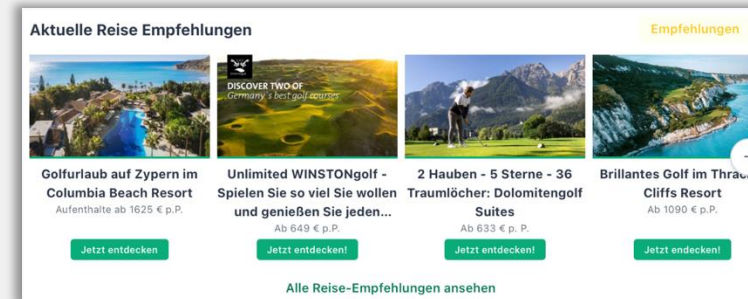 Aktuelle Reise Empfehlungen
Empfehlungen
DISCOVER TWO OF
Germany's best golf courses
Golfurlaub auf Zypern im
Columbia Beach Resort
Aufenthalte ab 1625 € p.P.
Jetzt entdecken
Unlimited WINSTONgolf -
Spielen Sie so viel Sie wollen
und genießen Sie jeden...
Ab 649 € p.P.
Jetzt entdecken!
2 Hauben - 5 Sterne - 36
Traumlöcher: Dolomitengolf
Suites
Ab 633 € p. P.
Jetzt entdecken!
Brillantes Golf im
Cliffs Resort
Ab 1090 € p.P.
Jetzt endecken!
Alle Reise-Empfehlungen ansehen